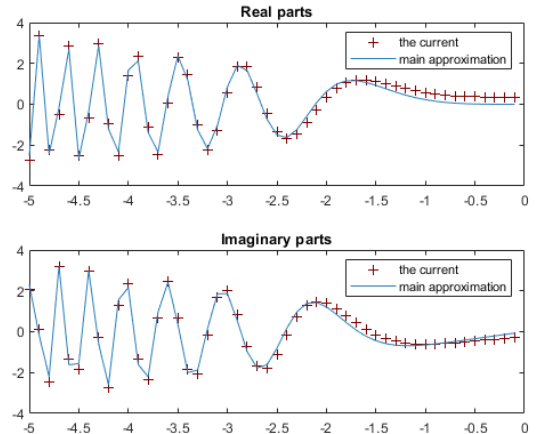 Real parts
4
2
0
-2
-4
the current
main approximation
-5 -4.5 -4 -3.5 -3 -2.5 -2 -1.5 -1 -0.5 0
Imaginary parts
4
2
0
-2
-4
the current
main approximation
-5 -4.5 -4 -3.5 -3 -2.5 -2 -1.5 -1 -0.5 0